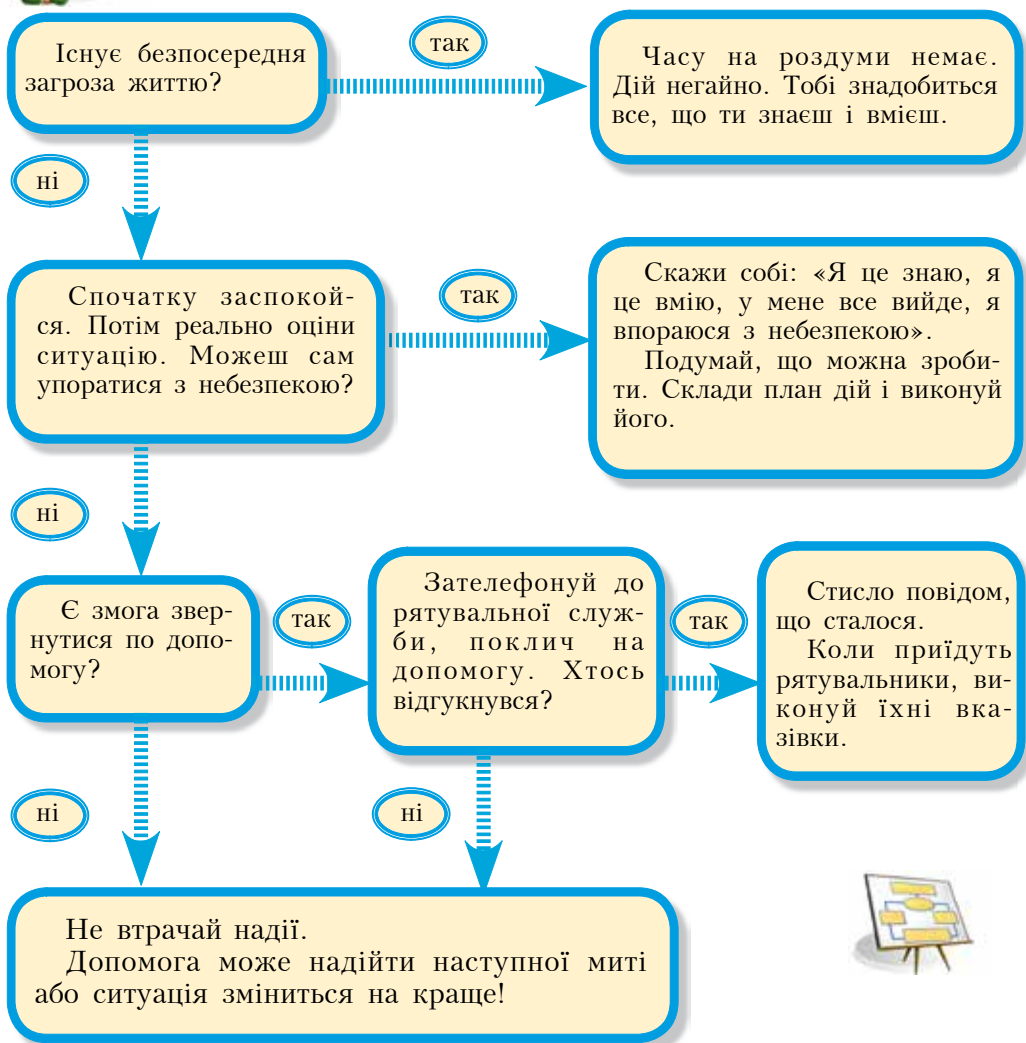 Існує безпосередня
загроза життю?
так
Часу на роздуми немає.
Дій негайно. Тобі знадобиться
все, що ти знаєш і вмієш.
ні
Спочатку заспокой-
ся. Потім реально оціни
ситуацію. Можеш сам
упоратися з небезпекою?
так
Скажи собі: «Я це знаю, я
це вмію, у мене все вийде, я
впораюся з небезпекою».
Подумай, що можна зроби-
ти. Склади план дій і виконуй
його.
ні
Є змога звер-
нутися по допо-
могу?
так
Зателефонуй до
рятувальної служ-
би, поклич на
допомогу. Хтось
відгукнувся?
так
Стисло повідом,
що сталося.
Коли приїдуть
рятувальники, ви-
конуй їхні вка-
зівки.
ні
ні
Не втрачай надії.
Допомога може надійти наступної миті
або ситуація зміниться на краще!